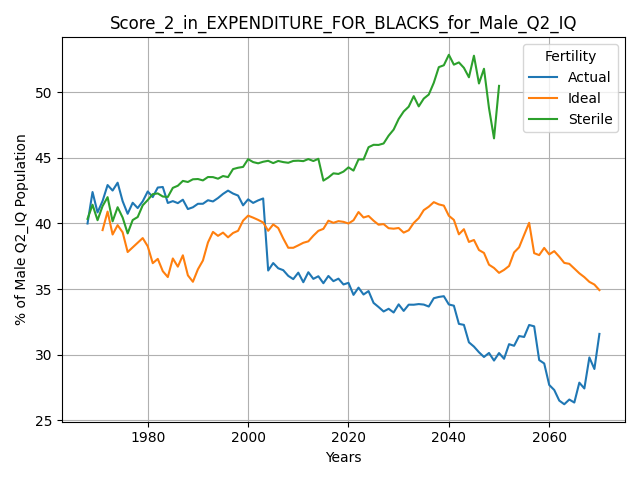 Score_2_in_EXPENDITURE_FOR_BLACKS_for_Male_Q2_IQ
Fertility
Actual
Ideal
Sterile
% of Male Q2_IQ Population
50
45
40
35
30
25
1980 2000 2020 2040 2060
Years